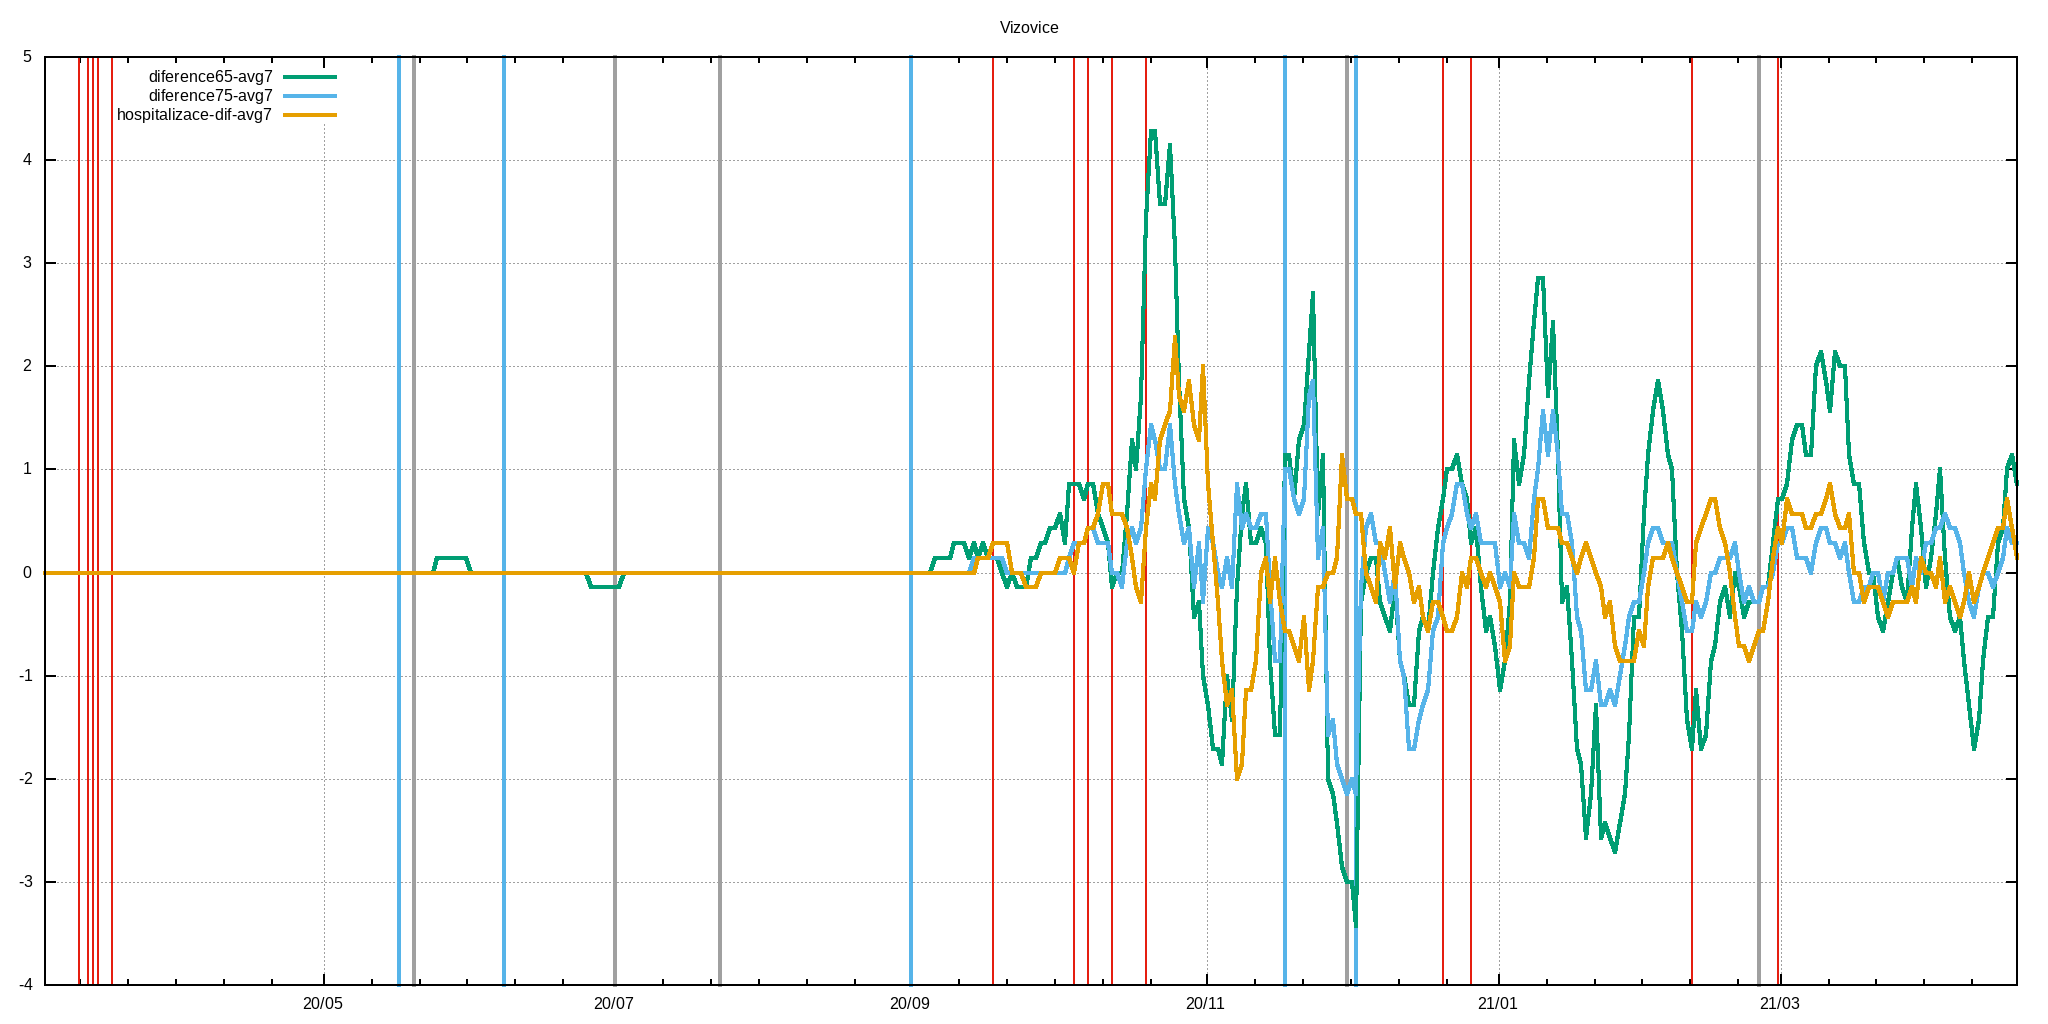 Vizovice
diference65-avg7
diference75-avg7
hospitalizace-dif-avg7
5
4
3
2
1
0
-1
-2
-3
-4
20/05 20/07 20/09 20/11 21/01 21/03